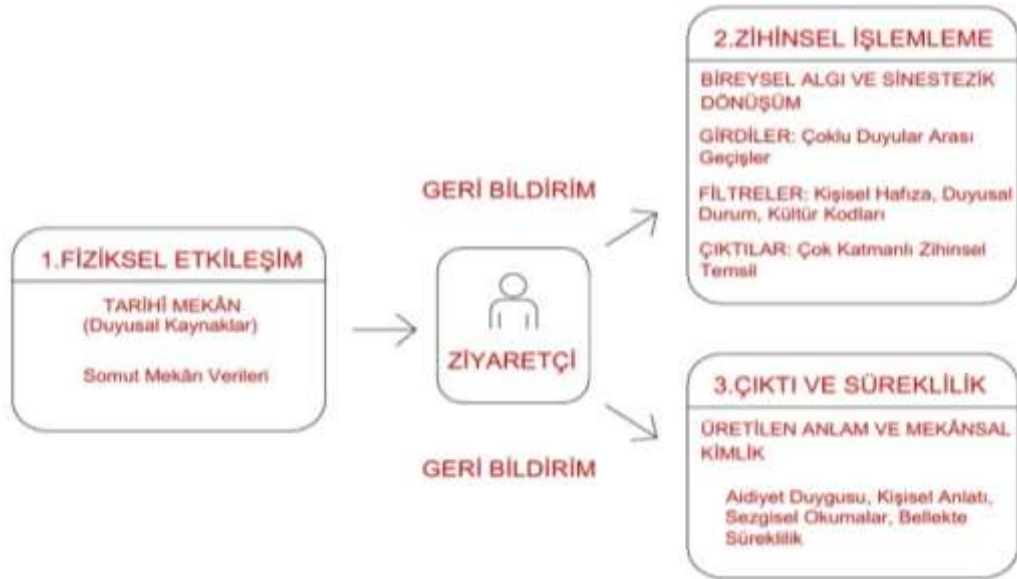 1.FİZİKSEL ETKİLEŞİM
TARİHİ MEKÂN
(Duyusal Kaynaklar)
Somut Mekân Verileri
GERİ BİLDİRİM
ZİYARETÇİ
GERİ BİLDİRİM
2.ZİHİNSEL İŞLEMLEME
BİREYSEL ALGI VE SİNESTEZİK
DÖNÜŞÜM
GİRDİLER: Çoklu Duyular Arası
Geçişler
FİLTRELER: Kişisel Hafıza, Duyusal
Durum, Kültür Kodları
ÇIKTILAR: Çok Katmanlı Zihinsel
Temsil
3.ÇIKTI VE SÜREKLİLİK
ÜRETİLEN ANLAM VE MEKÂNSAL
KİMLİK
Aidiyet Duygusu, Kişisel Anlatı,
Sezgisel Okumalar, Bellekte
Süreklilik